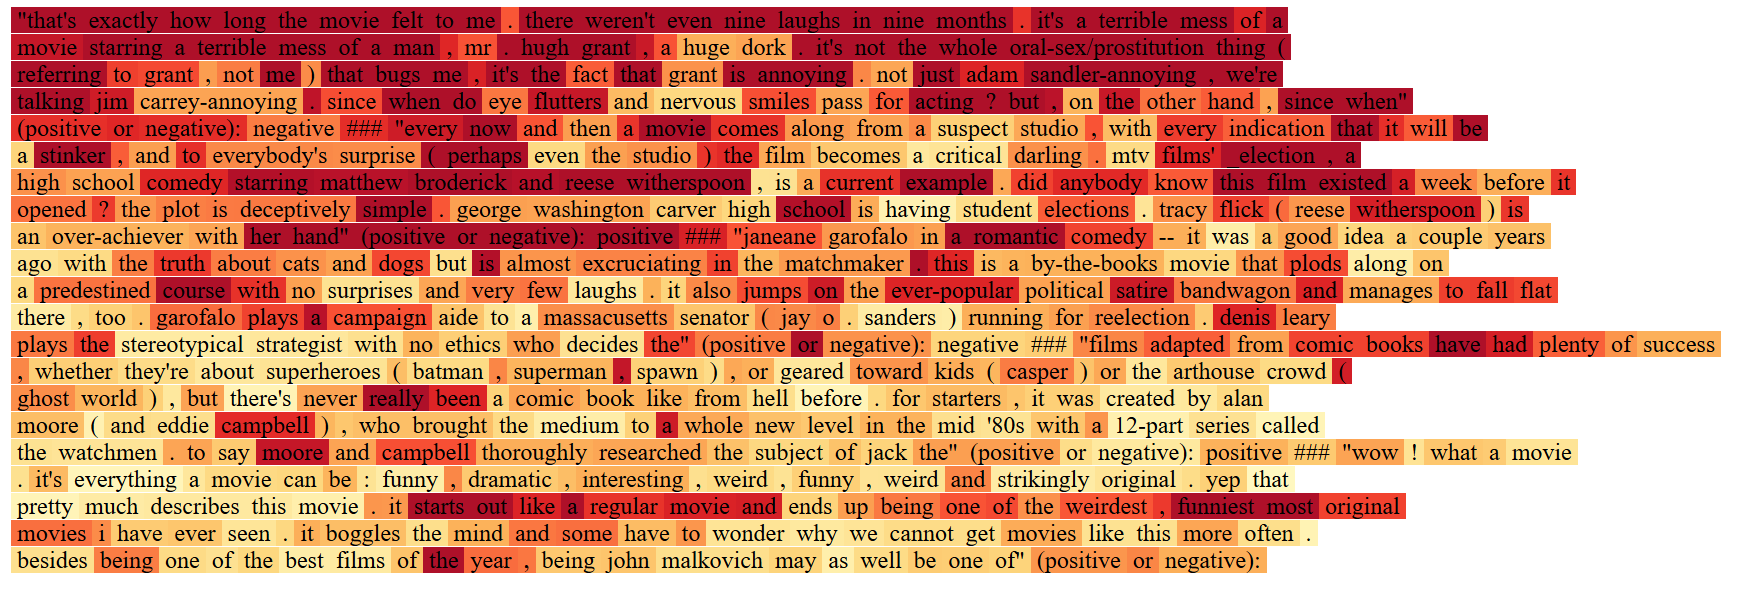 "that's exactly how long the movie felt to me . there weren't even nine laughs in nine months . it's a terrible mess of a
movie starring a terrible mess of a man , mr . hugh grant , a huge dork . it's not the whole oral-sex/prostitution thing (
referring to grant , not me ) that bugs me , it's the fact that grant is annoying . not just adam sandler-annoying , we're
talking jim carrey-annoying . since when do eye flutters and nervous smiles pass for acting ? but , on the other hand , since when"
(positive or negative): negative ### "every now and then a movie comes along from a suspect studio , with every indication that it will be
a stinker , and to everybody's surprise ( perhaps even the studio ) the film becomes a critical darling . mtv films' _election , a
high school comedy starring matthew broderick and reese witherspoon , is a current example . did anybody know this film existed a week before it
opened ? the plot is deceptively simple . george washington carver high school is having student elections . tracy flick ( reese witherspoon ) is
an over-achiever with her hand" (positive or negative): positive ### "janeane garofalo in a romantic comedy -- it was a good idea a couple years
ago with the truth about cats and dogs but is almost excruciating in the matchmaker . this is a by-the-books movie that plods along on
a predestined course with no surprises and very few laughs . it also jumps on the ever-popular political satire bandwagon and manages to fall flat
there , too . garofalo plays a campaign aide to a massacusetts senator ( jay o . sanders ) running for reelection . denis leary
plays the stereotypical strategist with no ethics who decides the" (positive or negative): negative ### "films adapted from comic books have had plenty of success
, whether they're about superheroes ( batman , superman , spawn ) , or geared toward kids ( casper ) or the arthouse crowd (
ghost world ) , but there's never really been a comic book like from hell before . for starters , it was created by alan
moore ( and eddie campbell ) , who brought the medium to a whole new level in the mid '80s with a 12-part series called
the watchmen . to say moore and campbell thoroughly researched the subject of jack the" (positive or negative): positive ### "wow ! what a movie
. it's everything a movie can be : funny , dramatic , interesting , weird , funny , weird and strikingly original . yep that
pretty much describes this movie . it starts out like a regular movie and ends up being one of the weirdest , funniest most original
movies i have ever seen . it boggles the mind and some have to wonder why we cannot get movies like this more often .
besides being one of the best films of the year , being john malkovich may as well be one of" (positive or negative):